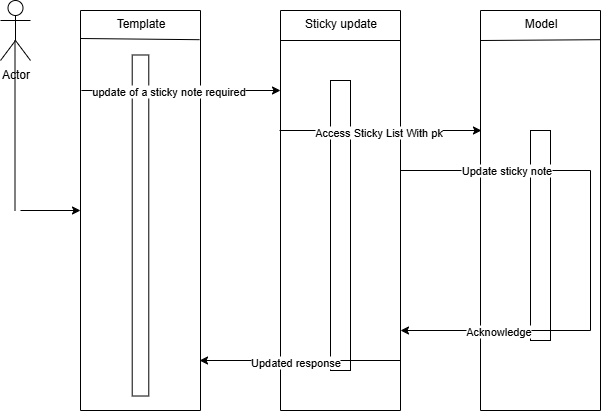 Template
Sticky update
Model
Actor
update of a sticky note required
Access Sticky List With pk
Update sticky note
Acknowledge
Updated response